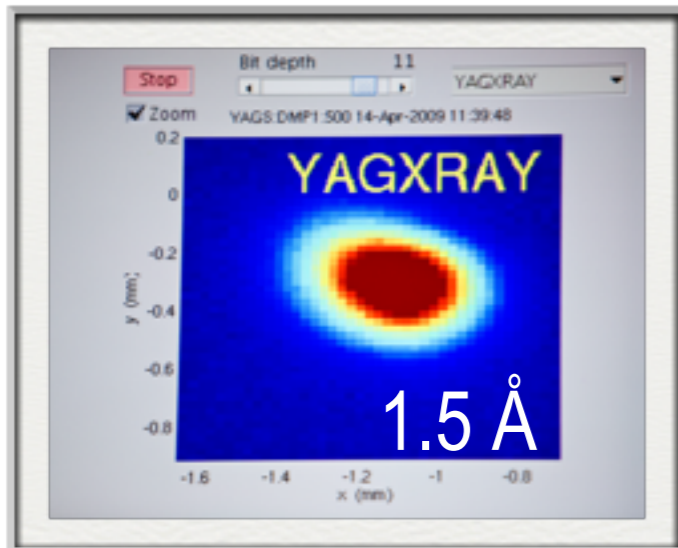 Bit depth 11
Stop
YAGXRAY
Zoom
YAGS:DMP1:500 14-Apr-2009 11:39:48
YAGXRAY
0.2
0
-0.2
-0.4
-0.6
-0.8
y (mm)
1.5 Å
-1.6 -1.4 -1.2 -1 -0.8
x (mm)